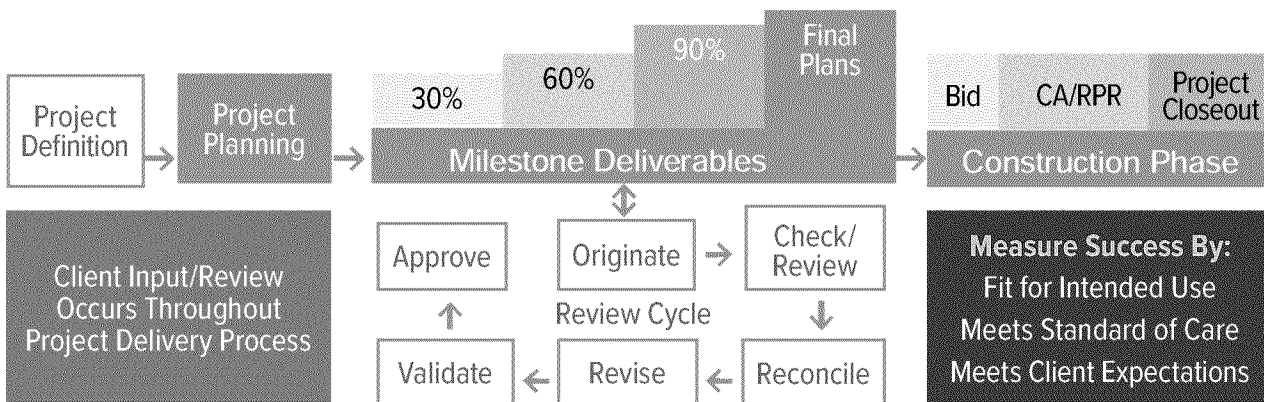 Project
Definition
Project
Planning
30%
60%
90%
Final
Plans
Milestone Deliverables
Bid
CA/RPR
Project
Closeout
Construction Phase
Client Input/Review
Occurs Throughout
Project Delivery Process
Approve
Originate
Check/
Review
Review Cycle
Validate
Revise
Reconcile
Measure Success By:
Fit for Intended Use
Meets Standard of Care
Meets Client Expectations